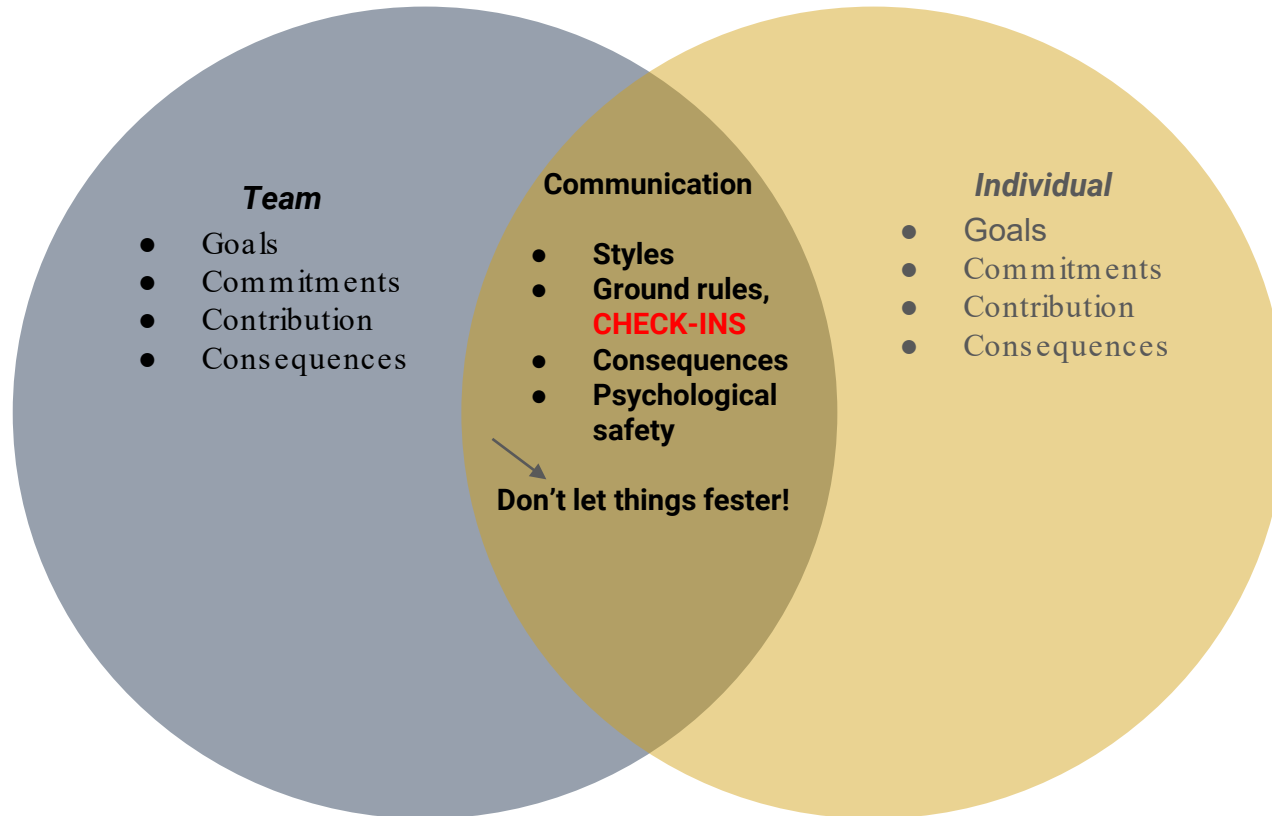 Team
● Goals
● Commitments
● Contribution
● Consequences
Communication
● Styles
● Ground rules,
CHECK-INS
● Consequences
● Psychological
safety
Don’t let things fester!
Individual
● Goals
● Commitments
● Contribution
● Consequences